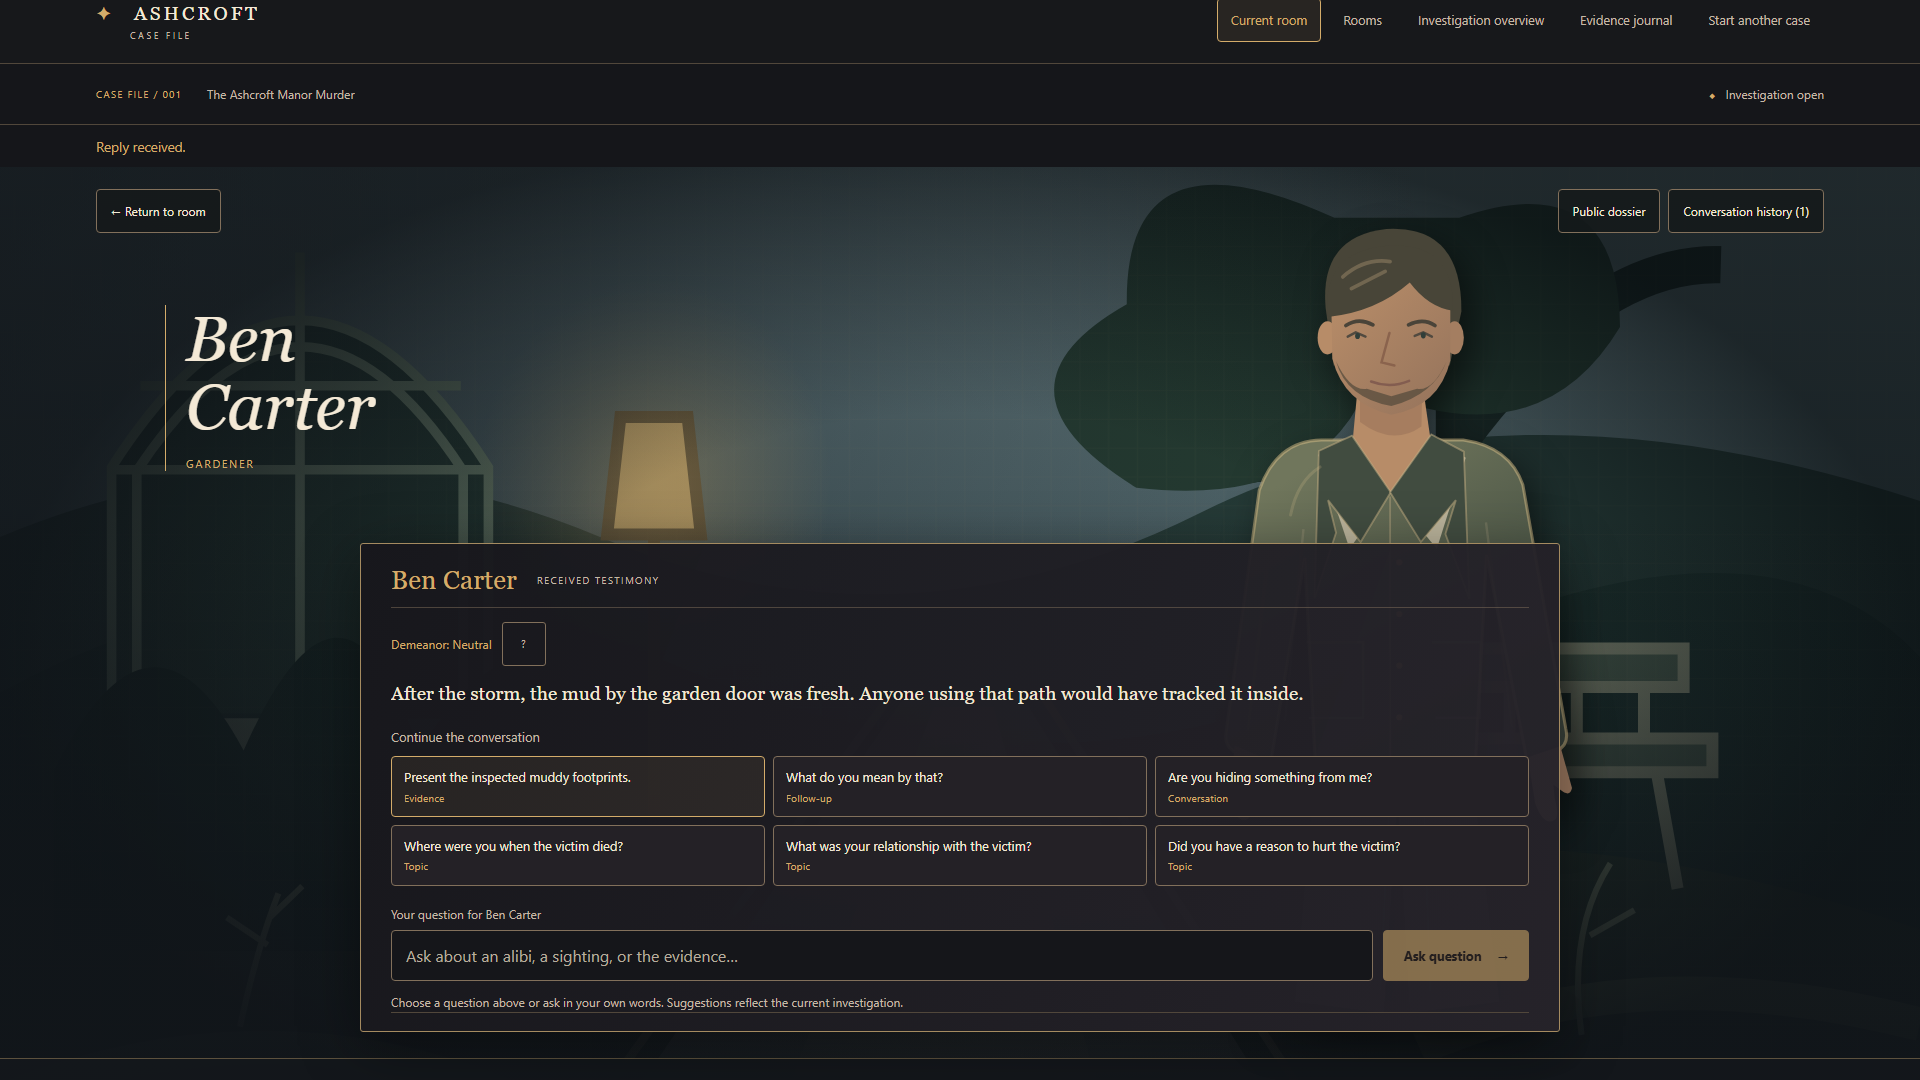 ✦ ASHCROFT
CASE FILE
Current room
Rooms
Investigation overview
Evidence journal
Start another case
CASE FILE / 001
The Ashcroft Manor Murder
Investigation open
Reply received.
← Return to room
Public dossier
Conversation history (1)
Ben
Carter
GARDENER
Ben Carter
RECEIVED TESTIMONY
Demeanor: Neutral
?
After the storm, the mud by the garden door was fresh. Anyone using that path would have tracked it inside.
Continue the conversation
Present the inspected muddy footprints.
Evidence
What do you mean by that?
Follow-up
Are you hiding something from me?
Conversation
Where were you when the victim died?
Topic
What was your relationship with the victim?
Topic
Did you have a reason to hurt the victim?
Topic
Your question for Ben Carter
Ask about an alibi, a sighting, or the evidence...
Ask question →
Choose a question above or ask in your own words. Suggestions reflect the current investigation.